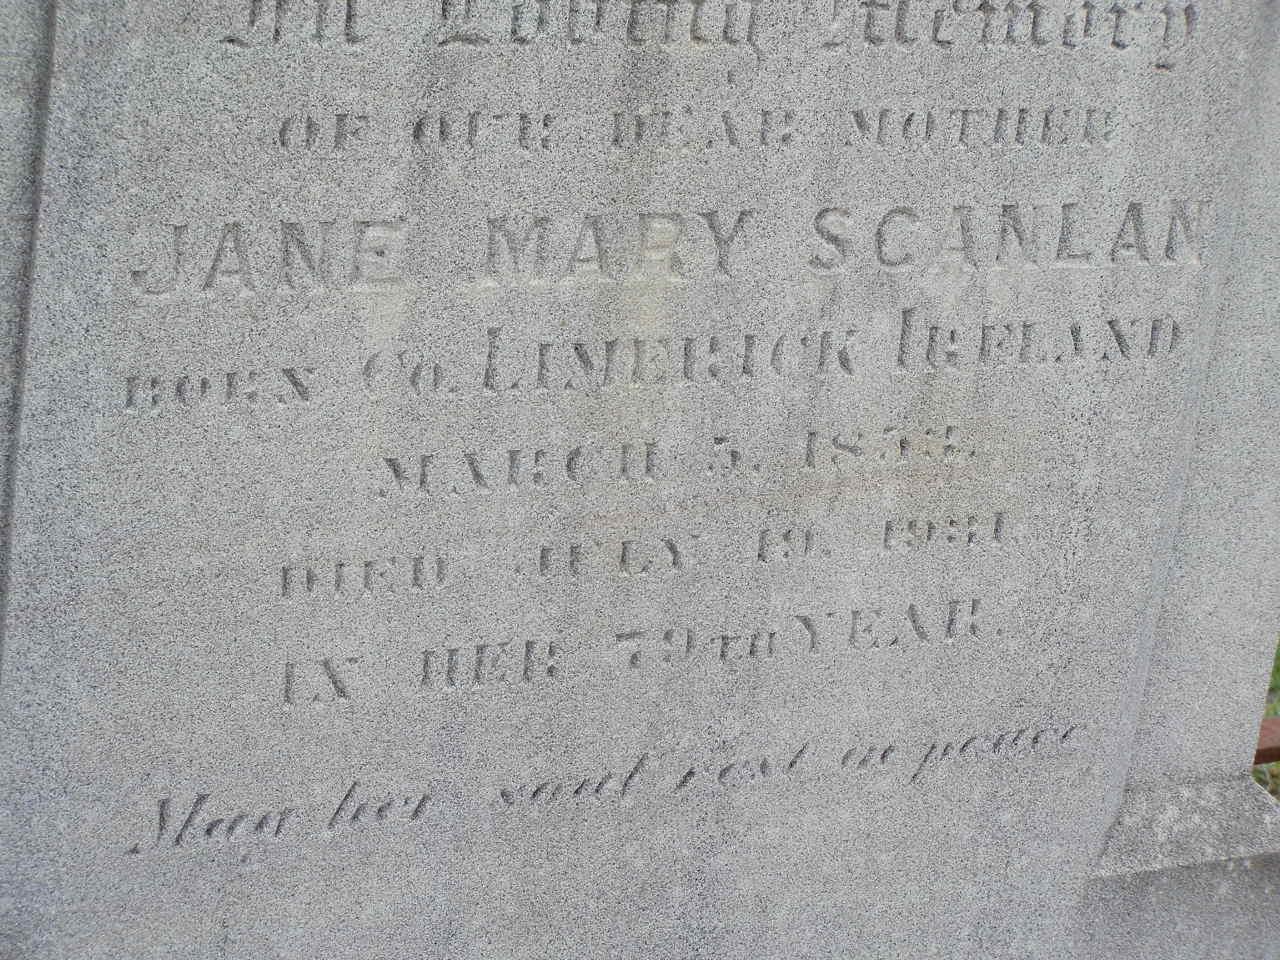 In Loving Memory
OF OUR DEAR MOTHER
JANE MARY SCANLAN
BORN CO. LIMERICK IRELAND
MARCH 5. 1853.
DIED JULY 19. 1931.
IN HER 79TH YEAR.
May her soul rest in peace